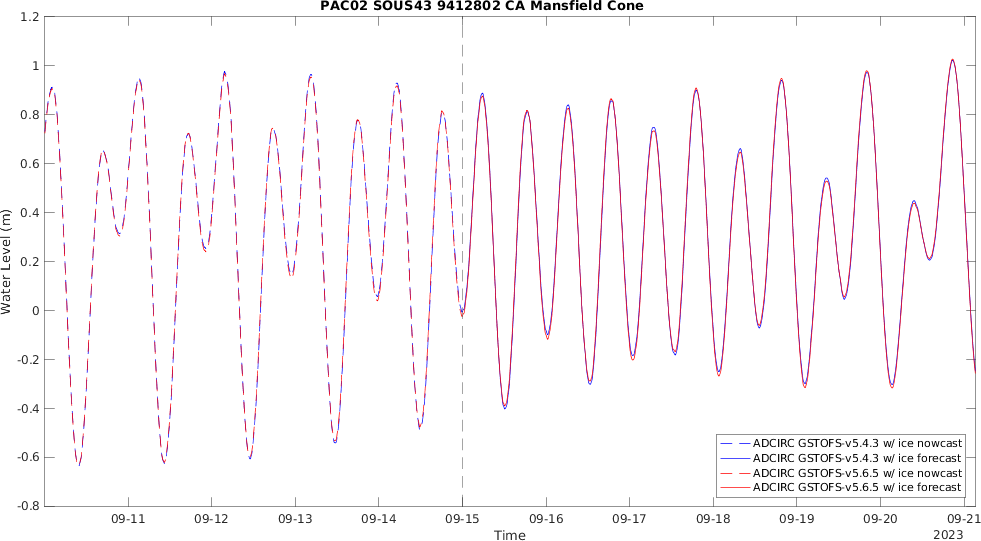 PAC02 SOUS43 9412802 CA Mansfield Cone
1.2
1
0.8
0.6
0.4
0.2
0
-0.2
-0.4
-0.6
-0.8
Water Level (m)
ADCIRC GSTOFS-v5.4.3 w/ ice nowcast
ADCIRC GSTOFS-v5.4.3 w/ ice forecast
ADCIRC GSTOFS-v5.6.5 w/ ice nowcast
ADCIRC GSTOFS-v5.6.5 w/ ice forecast
09-11 09-12 09-13 09-14 09-15 09-16 09-17 09-18 09-19 09-20 09-21
Time
2023